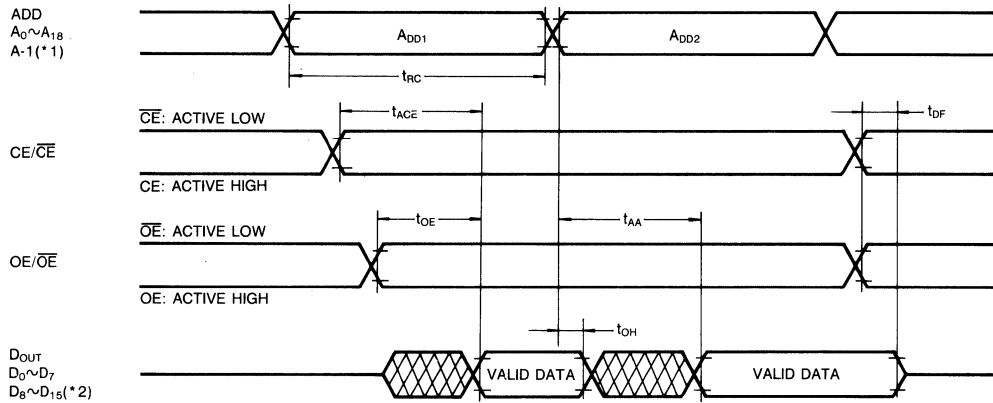 ADD
A0~A18
A-1(*1)
ADD1
ADD2
tRC
tACE
tDF
CE: ACTIVE LOW
CE/CE
CE: ACTIVE HIGH
tOE
tAA
OE: ACTIVE LOW
OE/OE
OE: ACTIVE HIGH
tOH
DOUT
D0~D7
D8~D15(*2)
VALID DATA
VALID DATA